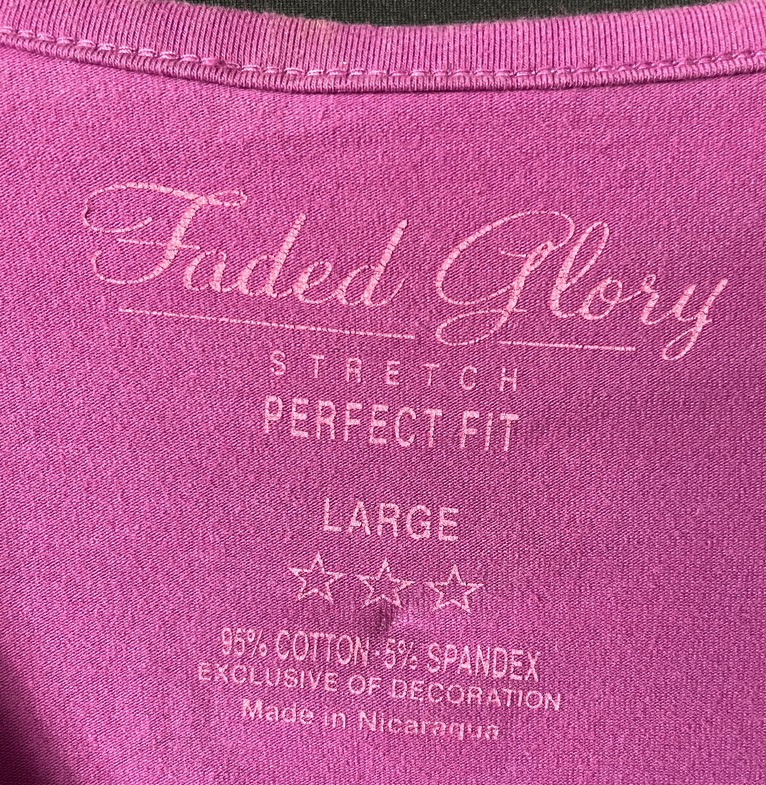 Faded Glory
STRETCH
PERFECT FIT
LARGE
95% COTTON·5% SPANDEX
EXCLUSIVE OF DECORATION
Made in Nicaragua